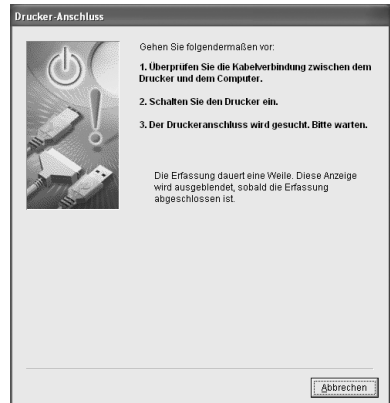 Drucker-Anschluss
Gehen Sie folgendermaßen vor:
1. Überprüfen Sie die Kabelverbindung zwischen dem
Drucker und dem Computer.
2. Schalten Sie den Drucker ein.
3. Der Druckeranschluss wird gesucht. Bitte warten.
Die Erfassung dauert eine Weile. Diese Anzeige
wird ausgeblendet, sobald die Erfassung
abgeschlossen ist.
Abbrechen